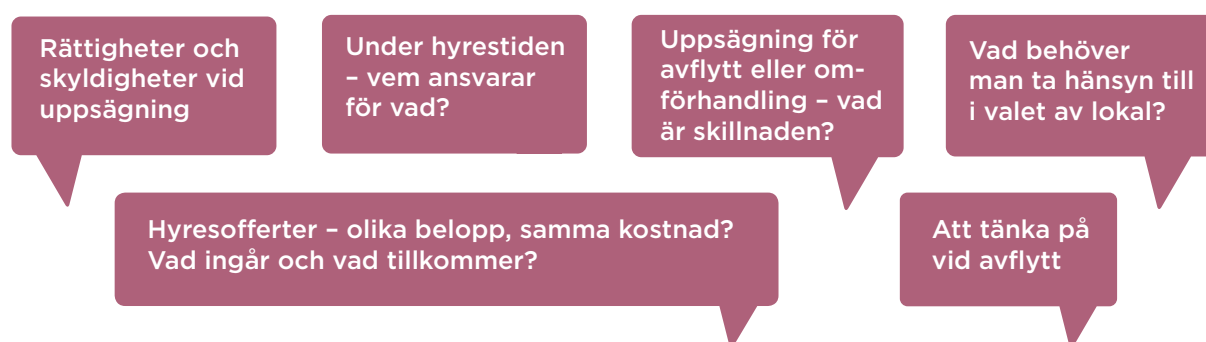 Rättigheter och
skyldigheter vid
uppsägning
Under hyrestiden
– vem ansvarar
för vad?
Uppsägning för
avflytt eller om-
förhandling – vad
är skillnaden?
Vad behöver
man ta hänsyn till
i valet av lokal?
Hyresofferter – olika belopp, samma kostnad?
Vad ingår och vad tillkommer?
Att tänka på
vid avflytt